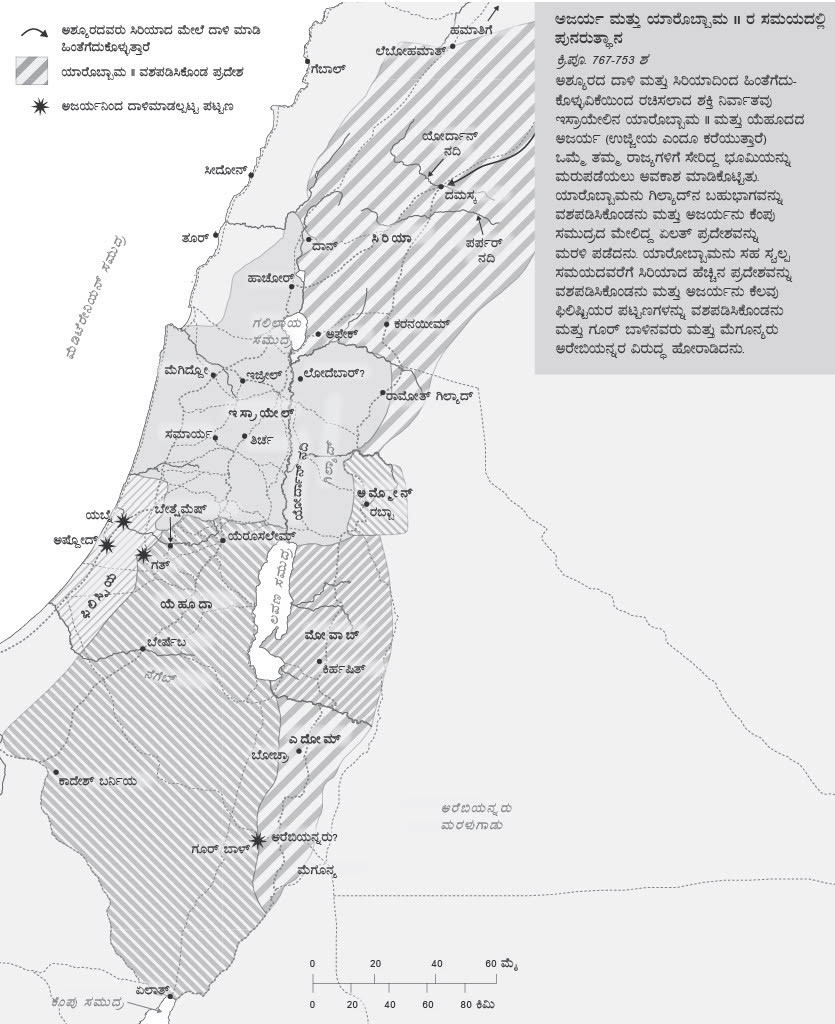 ಅಶ್ಶೂರದವರು ಸಿರಿಯಾದ ಮೇಲೆ ದಾಳಿ ಮಾಡಿ
ಹಿಂತೆಗೆದುಕೊಳ್ಳುತ್ತಾರೆ
ಯಾರೊಬ್ಬಾಮ II ವಶಪಡಿಸಿಕೊಂಡ ಪ್ರದೇಶ
ಅಜರ್ಯನಿಂದ ದಾಳಿಮಾಡಲ್ಪಟ್ಟ ಪಟ್ಟಣ
ಅಜರ್ಯ ಮತ್ತು ಯಾರೊಬ್ಬಾಮ II ರ ಸಮಯದಲ್ಲಿ
ಪುನರುತ್ಥಾನ
ಕ್ರಿ.ಪೂ. 767-753 ಶ
ಅಶ್ಶೂರದ ದಾಳಿ ಮತ್ತು ಸಿರಿಯಾದಿಂದ ಹಿಂತೆಗೆದು-
ಕೊಳ್ಳುವಿಕೆಯಿಂದ ರಚಿಸಲಾದ ಶಕ್ತಿ ನಿರ್ವಾತವು
ಇಸ್ರಾಯೇಲಿನ ಯಾರೊಬ್ಬಾಮ II ಮತ್ತು ಯೆಹೂದದ
ಅಜರ್ಯ (ಉಜ್ಜೀಯ ಎಂದೂ ಕರೆಯುತ್ತಾರೆ)
ಒಮ್ಮೆ ತಮ್ಮ ರಾಜ್ಯಗಳಿಗೆ ಸೇರಿದ್ದ ಭೂಮಿಯನ್ನು
ಮರುಪಡೆಯಲು ಅವಕಾಶ ಮಾಡಿಕೊಟ್ಟಿತು.
ಯಾರೊಬ್ಬಾಮನು ಗಿಲ್ಯಾದ್‌ನ ಬಹುಭಾಗವನ್ನು
ವಶಪಡಿಸಿಕೊಂಡನು ಮತ್ತು ಅಜರ್ಯನು ಕೆಂಪು
ಸಮುದ್ರದ ಮೇಲಿದ್ದ ಏಲತ್ ಪ್ರದೇಶವನ್ನು
ಮರಳಿ ಪಡೆದನು. ಯಾರೋಬ್ಬಾಮನು ಸಹ ಸ್ವಲ್ಪ
ಸಮಯದವರೆಗೆ ಸಿರಿಯಾದ ಹೆಚ್ಚಿನ ಪ್ರದೇಶವನ್ನು
ವಶಪಡಿಸಿಕೊಂಡನು ಮತ್ತು ಅಜರ್ಯನು ಕೆಲವು
ಫಿಲಿಷ್ಟಿಯರ ಪಟ್ಟಣಗಳನ್ನು ವಶಪಡಿಸಿಕೊಂಡನು
ಮತ್ತು ಗೂರ್ ಬಾಳಿನವರು ಮತ್ತು ಮೆಗೂನ್ಯರು
ಅರೇಬಿಯನ್ನರ ವಿರುದ್ಧ ಹೋರಾಡಿದನು.
ಹಮಾತಿಗೆ
ಲೆಬೋಹಮಾತ್
ಗೆಬಾಲ್
ಯೋರ್ದಾನ್
ನದಿ
ಸೀದೋನ್
ದಮಸ್ಕ
ತೂರ್
ದಾನ್
ಸಿರಿಯಾ
ಪರ್ಪರ್
ನದಿ
ಮೆಡಿಟೆರೇನಿಯನ್ ಸಮುದ್ರ
ಹಾಚೋರ್
ಗಲಿಲಾಯ
ಸಮುದ್ರ
ಅಫೇಕ್
ಕರನಯೀಮ್
ಮೆಗಿದ್ದೋ
ಇಜ್ರೇಲ್
ಲೋದೆಬಾರ್?
ರಾಮೋತ್ ಗಿಲ್ಯಾದ್
ಇಸ್ರಾಯೇಲ್
ಸಮಾರ್ಯ
ತಿರ್ಚ
ಯೋರ್ದಾನ್ ನದಿ
ಗಿಲ್ಯಾದ್
ಅಮ್ಮೋನ್
ರಬ್ಬಾ
ಯಬ್ನೆ
ಬೇತ್ಷೆಮೆಷ್
ಅಷ್ದೋದ್
ಯೆರೂಸಲೇಮ್
ಗತ್
ಫಿಲಿಷ್ಟಿಯ
ಲವಣ ಸಮುದ್ರ
ಯೆಹೂದಾ
ಮೋವಾಬ್
ಬೇರ್ಷೆಬ
ಕಿರ್ಹಷೆತ್
ನೆಗೆಬ್
ಎದೋಮ್
ಬೋಚ್ರಾ
ಕಾದೇಶ್ ಬರ್ನಿಯ
ಅರೆಬಿಯನ್ನರು
ಮರಳುಗಾಡು
ಅರೆಬಿಯನ್ನರು?
ಗೂರ್ ಬಾಳ್
ಮೆಗೂನ್ಯ
0 20 40 60 ಮೈ
0 20 40 60 80 ಕಿಮಿ
ಏಲಾತ್
ಕೆಂಪು ಸಮುದ್ರ